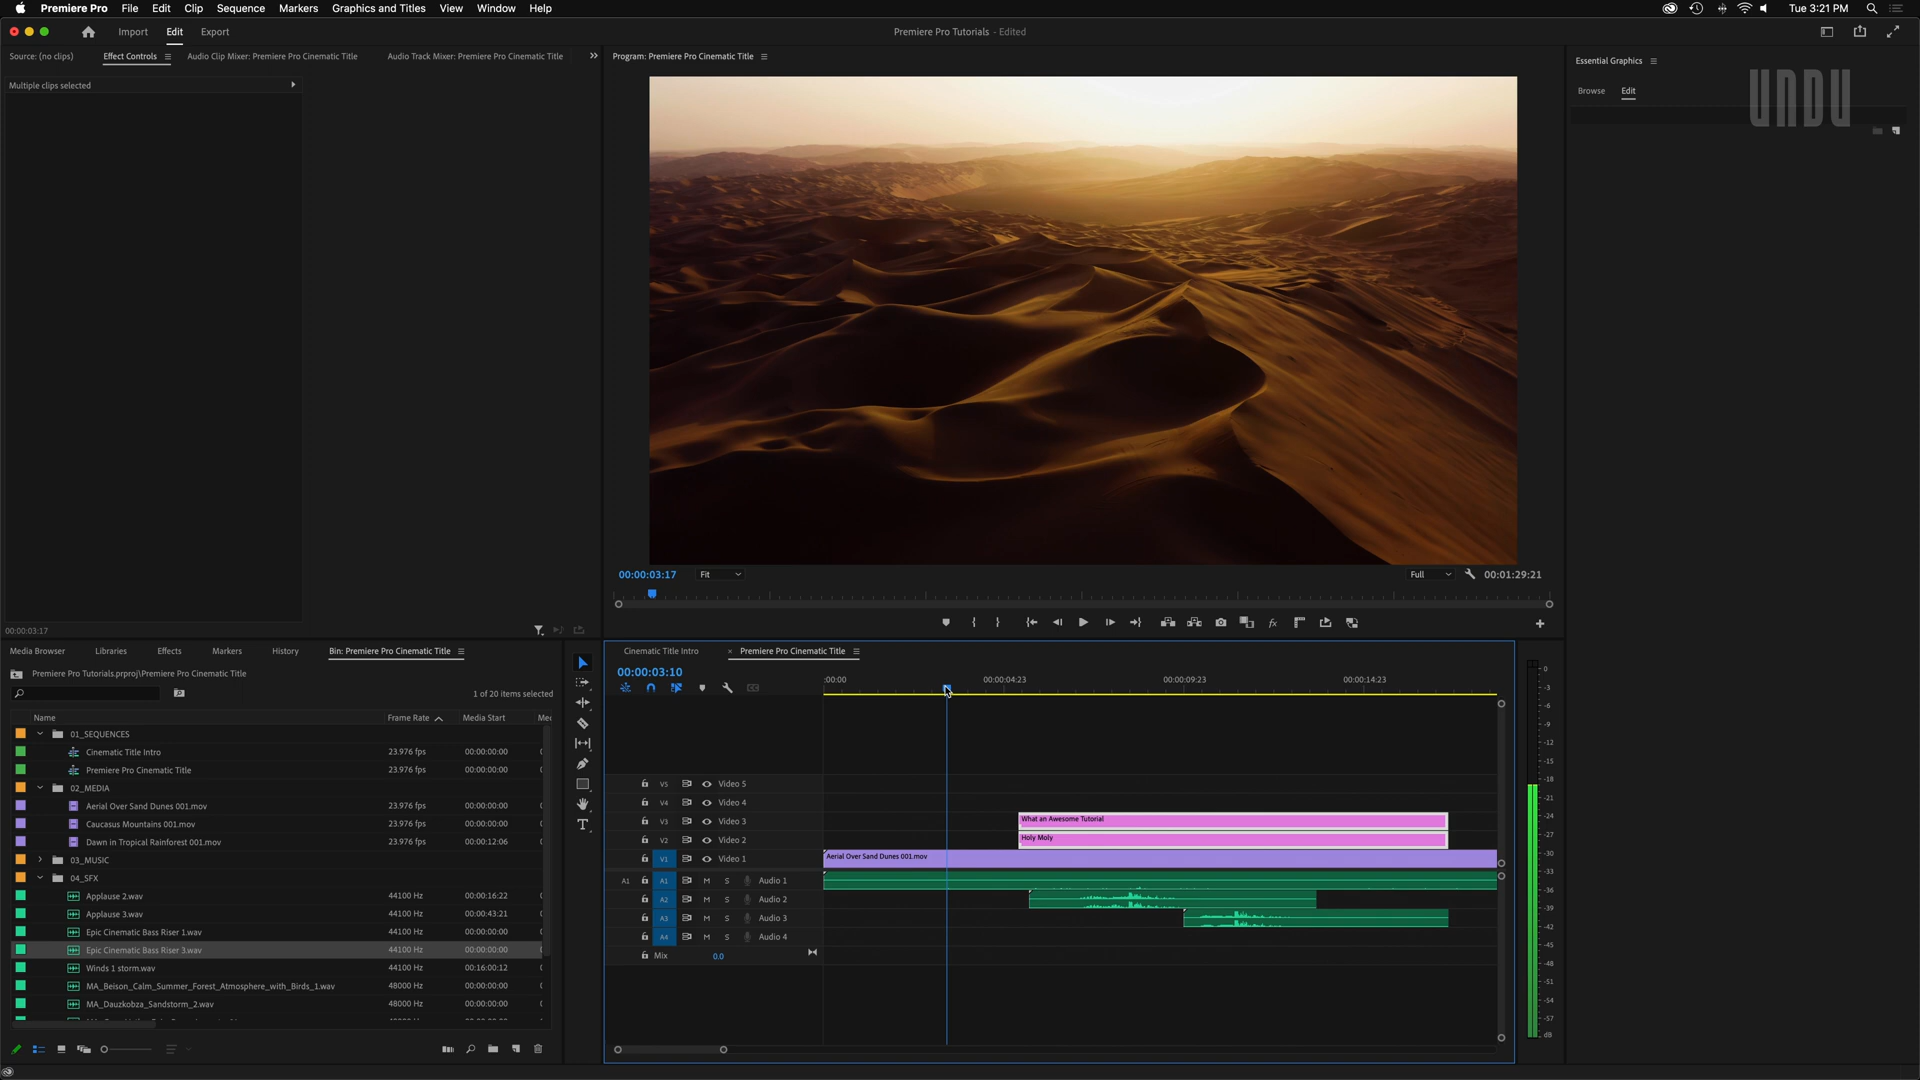 Premiere Pro File Edit Clip Sequence Markers Graphics and Titles View Window Help Tue 3:21 PM
Import Edit Export Premiere Pro Tutorials - Edited
Source: (no clips) Effect Controls Audio Clip Mixer: Premiere Pro Cinematic Title Audio Track Mixer: Premiere Pro Cinematic Title
Program: Premiere Pro Cinematic Title
Essential Graphics
Browse Edit
UNDU
Multiple clips selected
00:00:03:17 Fit Full 00:01:29:21
00:00:03:17
Media Browser Libraries Effects Markers History Bin: Premiere Pro Cinematic Title
Premiere Pro Tutorials.prproj\Premiere Pro Cinematic Title
1 of 20 items selected
Name Frame Rate Media Start
01_SEQUENCES
Cinematic Title Intro 23.976 fps 00:00:00:00
Premiere Pro Cinematic Title 23.976 fps 00:00:00:00
02_MEDIA
Aerial Over Sand Dunes 001.mov 23.976 fps 00:00:00:00
Caucasus Mountains 001.mov 23.976 fps 00:00:00:00
Dawn in Tropical Rainforest 001.mov 23.976 fps 00:00:12:06
03_MUSIC
04_SFX
Applause 2.wav 44100 Hz 00:00:16:22
Applause 3.wav 44100 Hz 00:00:43:21
Epic Cinematic Bass Riser 1.wav 44100 Hz 00:00:00:00
Epic Cinematic Bass Riser 3.wav 44100 Hz 00:00:00:00
Winds 1 storm.wav 44100 Hz 00:16:00:12
MA_Beison_Calm_Summer_Forest_Atmosphere_with_Birds_1.wav 48000 Hz 00:00:00:00
MA_Dauzkobza_Sandstorm_2.wav 48000 Hz 00:00:00:00
Cinematic Title Intro × Premiere Pro Cinematic Title
00:00:03:10
:00:00 00:00:04:23 00:00:09:23 00:00:14:23
V5 Video 5
V4 Video 4
V3 Video 3 What an Awesome Tutorial
V2 Video 2 Holy Moly
V1 Video 1 Aerial Over Sand Dunes 001.mov
A1 A1 M S Audio 1
A2 M S Audio 2
A3 M S Audio 3
A4 M S Audio 4
Mix 0.0
0
-3
-6
-9
-12
-15
-18
-21
-24
-27
-30
-33
-36
-39
-42
-45
-48
-51
-54
-57
dB